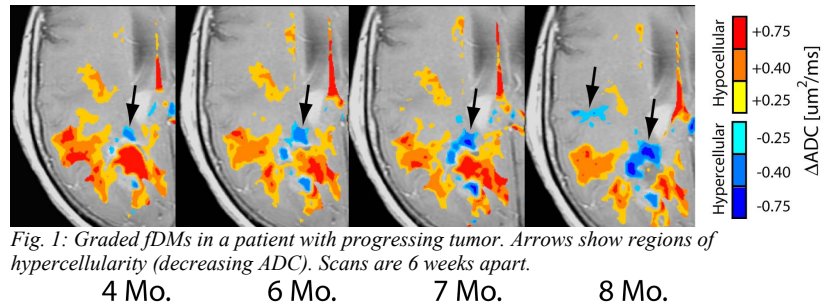 Hypocellular
+0.75
+0.40
+0.25
Hypercellular
-0.25
-0.40
-0.75
ΔADC [um²/ms]
Fig. 1: Graded fDMs in a patient with progressing tumor. Arrows show regions of
hypercellularity (decreasing ADC). Scans are 6 weeks apart.
4 Mo. 6 Mo. 7 Mo. 8 Mo.